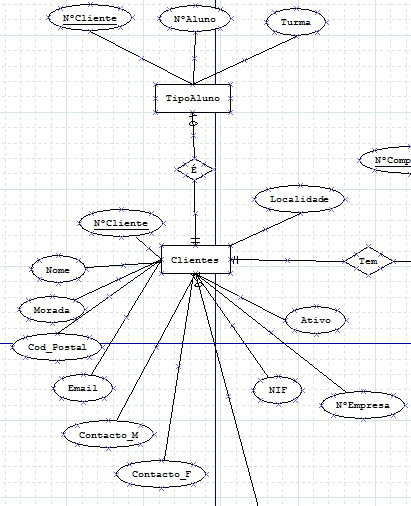 NºCliente
NºAluno
Turma
TipoAluno
É
NºComp
Localidade
NºCliente
Clientes
Tem
Nome
Morada
Ativo
Cod_Postal
Email
NIF
NºEmpresa
Contacto_M
Contacto_F